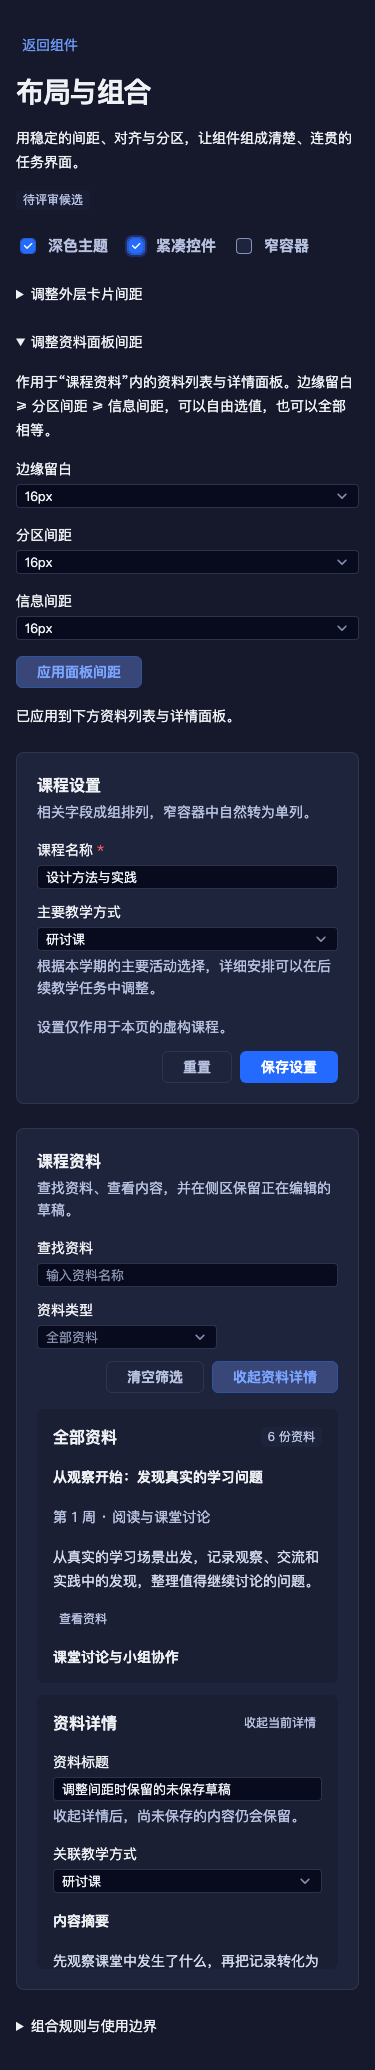 返回组件
布局与组合
用稳定的间距、对齐与分区，让组件组成清楚、连贯的
任务界面。
待评审候选
深色主题 紧凑控件 窄容器
调整外层卡片间距
调整资料面板间距
作用于“课程资料”内的资料列表与详情面板。边缘留白
≥ 分区间距 ≥ 信息间距，可以自由选值，也可以全部
相等。
边缘留白
16px
分区间距
16px
信息间距
16px
应用面板间距
已应用到下方资料列表与详情面板。
课程设置
相关字段成组排列，窄容器中自然转为单列。
课程名称 *
设计方法与实践
主要教学方式
研讨课
根据本学期的主要活动选择，详细安排可以在后
续教学任务中调整。
设置仅作用于本页的虚构课程。
重置 保存设置
课程资料
查找资料、查看内容，并在侧区保留正在编辑的
草稿。
查找资料
输入资料名称
资料类型
全部资料
清空筛选 收起资料详情
全部资料 6 份资料
从观察开始：发现真实的学习问题
第 1 周 · 阅读与课堂讨论
从真实的学习场景出发，记录观察、交流和
实践中的发现，整理值得继续讨论的问题。
查看资料
课堂讨论与小组协作
资料详情 收起当前详情
资料标题
调整间距时保留的未保存草稿
收起详情后，尚未保存的内容仍会保留。
关联教学方式
研讨课
内容摘要
先观察课堂中发生了什么，再把记录转化为
组合规则与使用边界